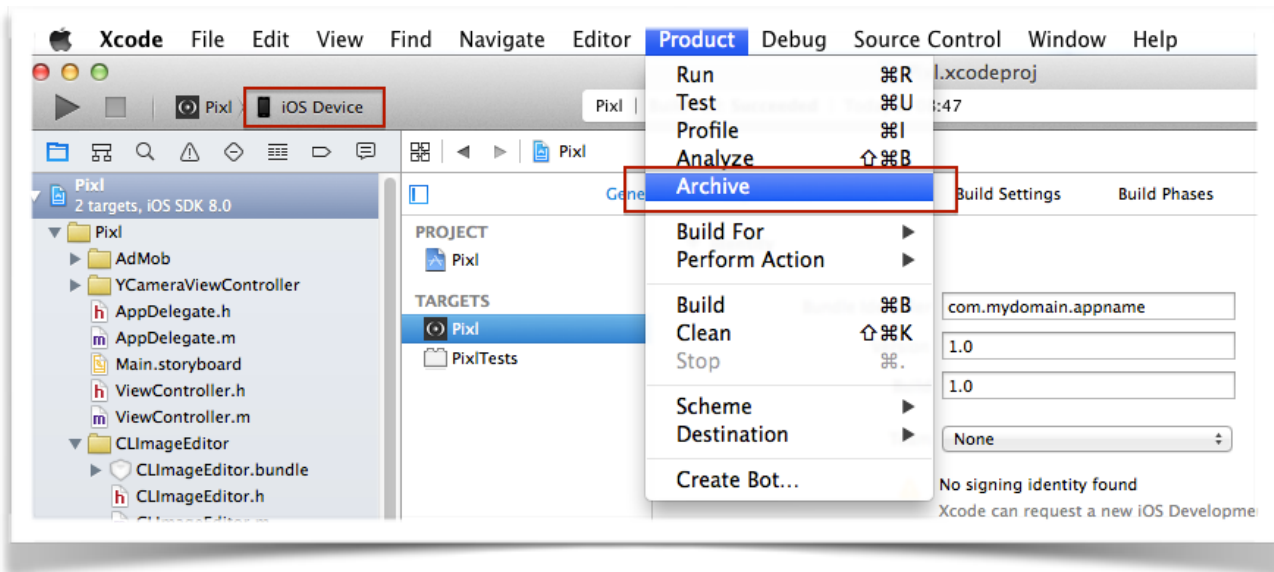 Xcode File Edit View Find Navigate Editor Product Debug Source Control Window Help
l.xcodeproj
Pixl iOS Device
Pixl :47
Run ⌘R
Test ⌘U
Profile ⌘I
Analyze ⇧⌘B
Archive
Build For
Perform Action
Build ⌘B
Clean ⇧⌘K
Stop ⌘.
Scheme
Destination
Create Bot...
Pixl
Pixl
2 targets, iOS SDK 8.0
Pixl
AdMob
YCameraViewController
AppDelegate.h
AppDelegate.m
Main.storyboard
ViewController.h
ViewController.m
CLImageEditor
CLImageEditor.bundle
CLImageEditor.h
CLImageEditor.m
Gene Build Settings Build Phases
PROJECT
Pixl
TARGETS
Pixl
PixlTests
com.mydomain.appname
1.0
1.0
None
No signing identity found
Xcode can request a new iOS Developme